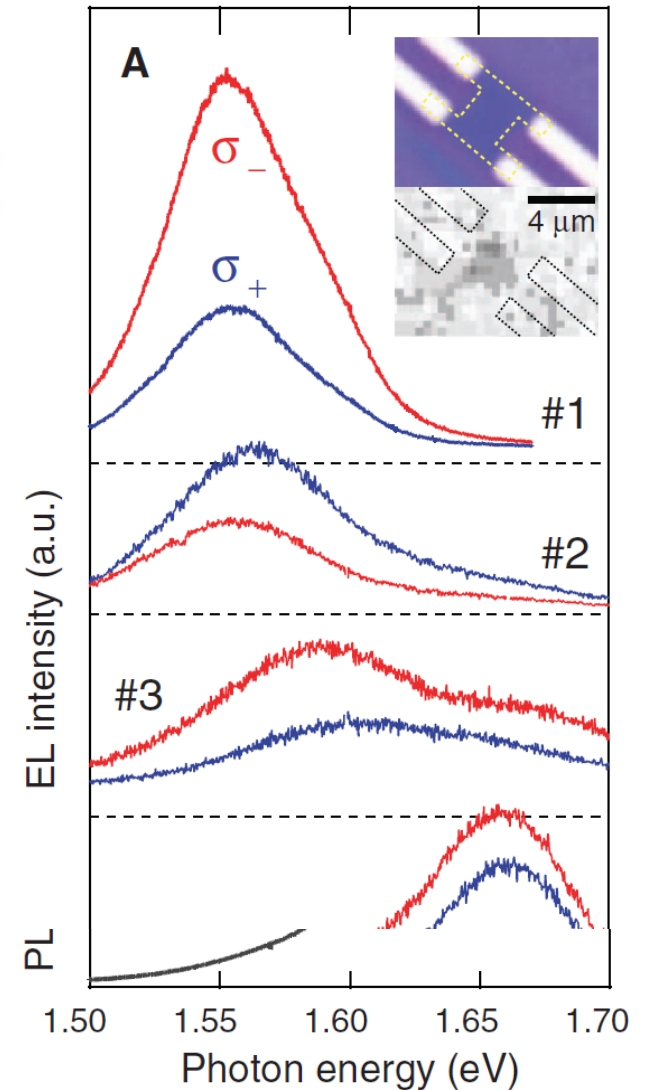 A
σ−
σ+
4 μm
#1
#2
#3
EL intensity (a.u.)
PL
1.50 1.55 1.60 1.65 1.70
Photon energy (eV)